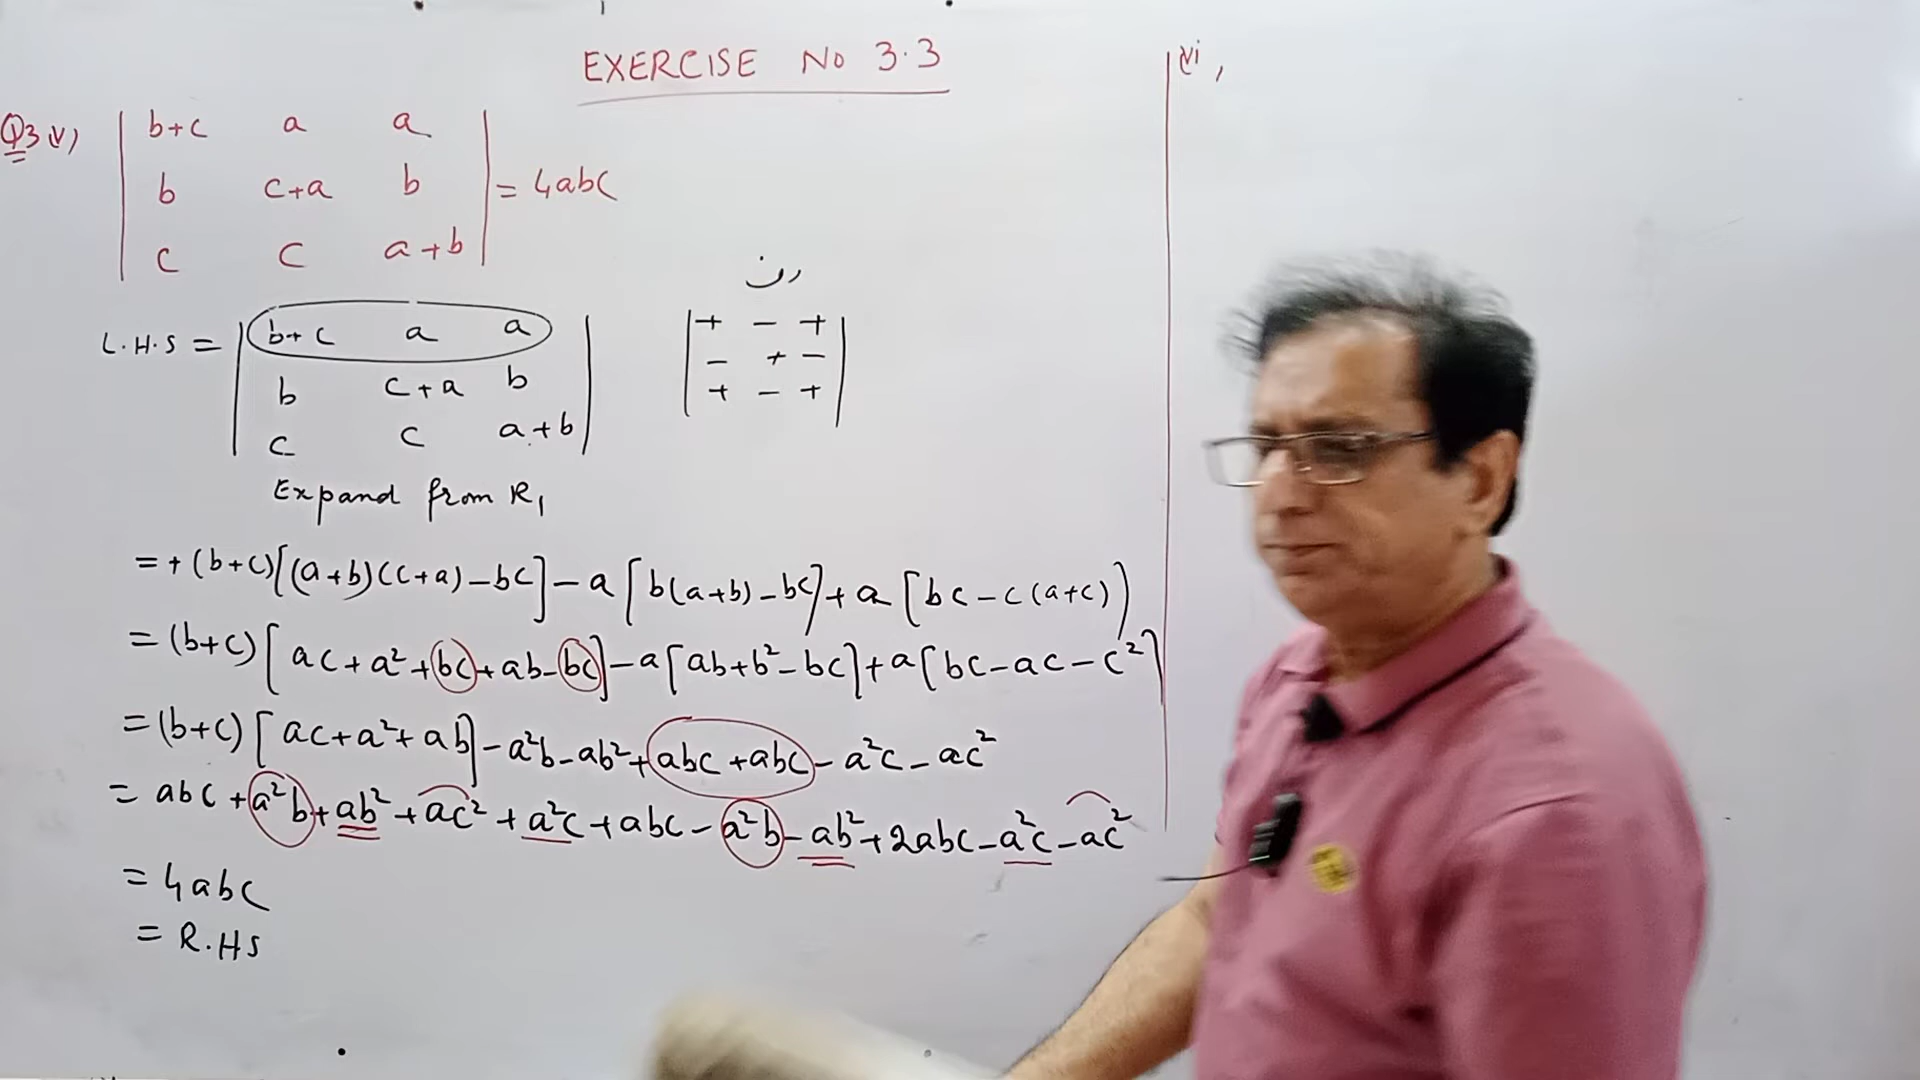 EXERCISE No 3.3
Q3 (v) | b+c a a |
| b c+a b | = 4abc
| c c a+b |
L.H.S = | b+c a a |
| b c+a b |
| c c a+b |
| + − + |
| − + − |
| + − + |
Expand from R₁
= +(b+c)[(a+b)(c+a)−bc]−a[b(a+b)−bc]+a[bc−c(a+c)]
= (b+c)[ac+a²+bc+ab−bc]−a[ab+b²−bc]+a[bc−ac−c²]
= (b+c)[ac+a²+ab]−a²b−ab²+abc+abc−a²c−ac²
= abc+a²b+ab²+ac²+a²c+abc−a²b−ab²+2abc−a²c−ac²
= 4abc
= R.HS
vi,